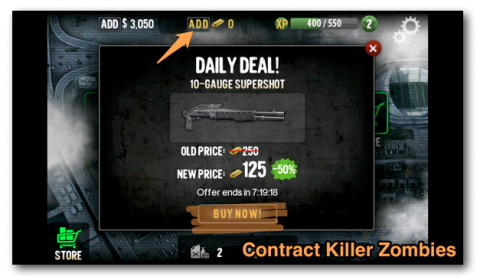 ADD $ 3,050 ADD 0 XP 400 / 550 2
DAILY DEAL!
10-GAUGE SUPERSHOT
OLD PRICE: 250
NEW PRICE: 125 -50%
Offer ends in 7:19:18
BUY NOW!
STORE 2 Contract Killer Zombies